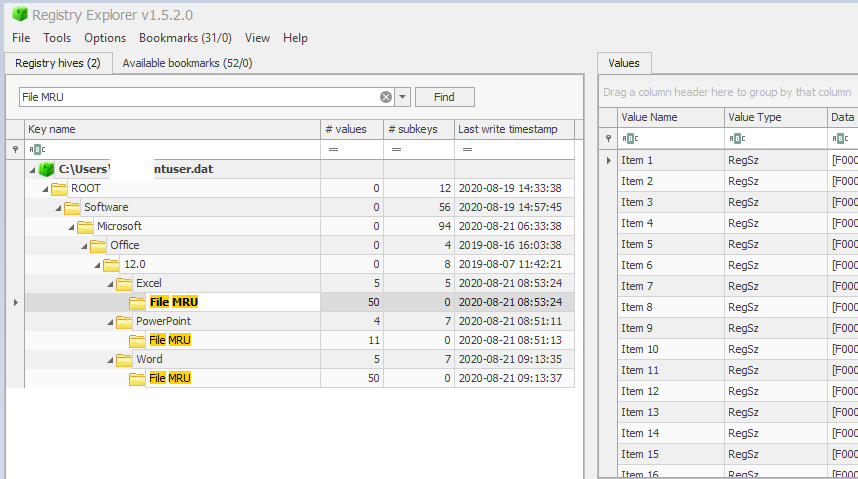 Registry Explorer v1.5.2.0
File Tools Options Bookmarks (31/0) View Help
Registry hives (2) Available bookmarks (52/0)
File MRU Find
Key name # values # subkeys Last write timestamp
ABC = = =
C:\Users\ ntuser.dat
ROOT 0 12 2020-08-19 14:33:38
Software 0 56 2020-08-19 14:57:45
Microsoft 0 94 2020-08-21 06:33:38
Office 0 4 2019-08-16 16:03:38
12.0 0 8 2019-08-07 11:42:21
Excel 5 5 2020-08-21 08:53:24
File MRU 50 0 2020-08-21 08:53:24
PowerPoint 4 7 2020-08-21 08:51:11
File MRU 11 0 2020-08-21 08:51:13
Word 5 7 2020-08-21 09:13:35
File MRU 50 0 2020-08-21 09:13:37
Values
Drag a column header here to group by that column
Value Name Value Type Data
ABC ABC ABC
Item 1 RegSz [F000
Item 2 RegSz [F000
Item 3 RegSz [F000
Item 4 RegSz [F000
Item 5 RegSz [F000
Item 6 RegSz [F000
Item 7 RegSz [F000
Item 8 RegSz [F000
Item 9 RegSz [F000
Item 10 RegSz [F000
Item 11 RegSz [F000
Item 12 RegSz [F000
Item 13 RegSz [F000
Item 14 RegSz [F000
Item 15 RegSz [F000
Item 16 RegSz [F000